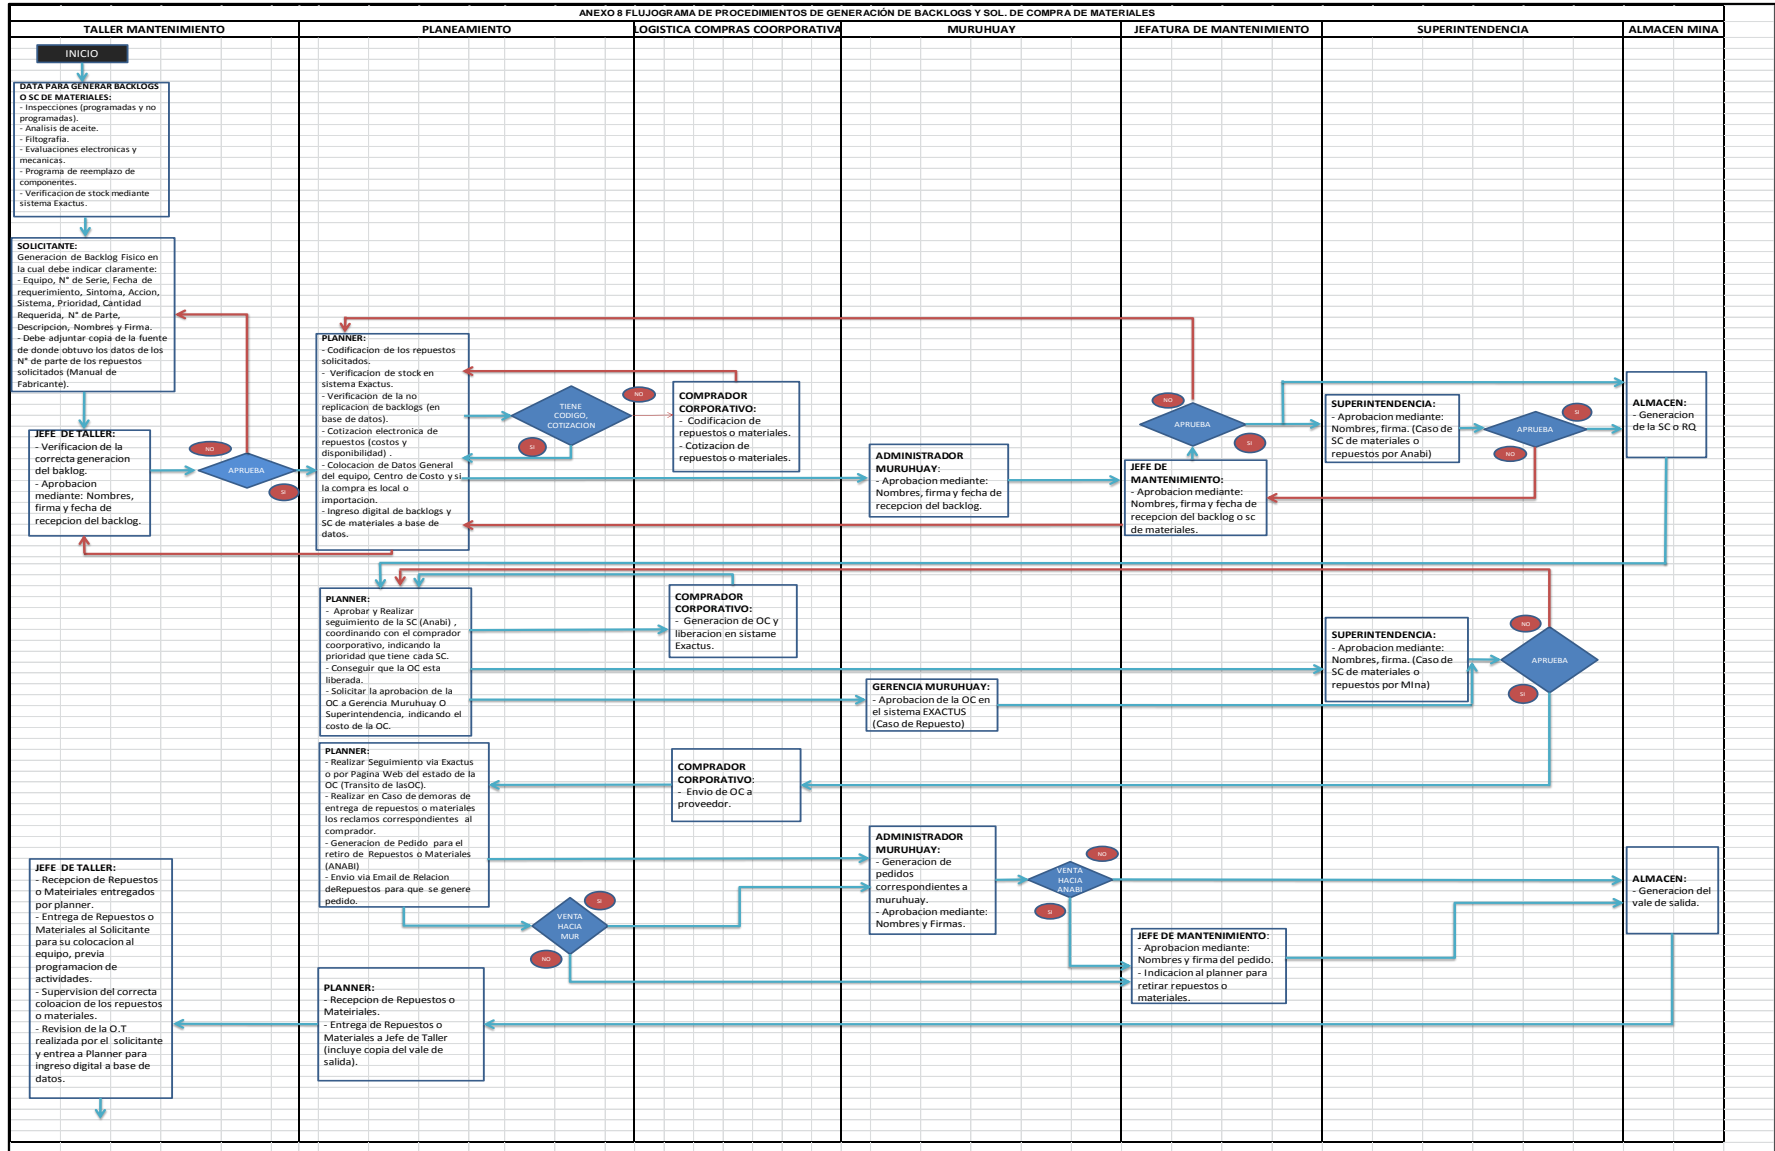 ANEXO 8 FLUJOGRAMA DE PROCEDIMIENTOS DE GENERACIÓN DE BACKLOGS Y SOL. DE COMPRA DE MATERIALES
TALLER MANTENIMIENTO
PLANEAMIENTO
LOGISTICA COMPRAS COORPORATIVA
MURUHUAY
JEFATURA DE MANTENIMIENTO
SUPERINTENDENCIA
ALMACEN MINA
INICIO
DATA PARA GENERAR BACKLOGS
O SC DE MATERIALES:
- Inspecciones (programadas y no
programadas).
- Analisis de aceite.
- Filtografia.
- Evaluaciones electronicas y
mecanicas.
- Programa de reemplazo de
componentes.
- Verificacion de stock mediante
sistema Exactus.
SOLICITANTE:
Generacion de Backlog Fisico en
la cual debe indicar claramente:
- Equipo, N° de Serie, Fecha de
requerimiento, Sintoma, Accion,
Sistema, Prioridad, Cantidad
Requerida, N° de Parte,
Descripcion, Nombres y Firma.
- Debe adjuntar copia de la fuente
de donde obtuvo los datos de los
N° de parte de los repuestos
solicitados (Manual de
Fabricante).
JEFE DE TALLER:
- Verificacion de la
correcta generacion
del baklog.
- Aprobacion
mediante: Nombres,
firma y fecha de
recepcion del backlog.
NO
APRUEBA
SI
PLANNER:
- Codificacion de los repuestos
solicitados.
- Verificacion de stock en
sistema Exactus.
- Verificacion de la no
replicacion de backlogs (en
base de datos).
- Cotizacion electronica de
repuestos (costos y
disponibilidad) .
- Colocacion de Datos General
del equipo, Centro de Costo y si
la compra es local o
importacion.
- Ingreso digital de backlogs y
SC de materiales a base de
datos.
TIENE
CODIGO,
COTIZACION
NO
SI
COMPRADOR
CORPORATIVO:
- Codificacion de
repuestos o materiales.
- Cotizacion de
repuestos o materiales.
ADMINISTRADOR
MURUHUAY:
- Aprobacion mediante:
Nombres, firma y fecha de
recepcion del backlog.
NO
APRUEBA
SI
JEFE DE
MANTENIMIENTO:
- Aprobacion mediante:
Nombres, firma y fecha de
recepcion del backlog o sc
de materiales.
SUPERINTENDENCIA:
- Aprobacion mediante:
Nombres, firma. (Caso de
SC de materiales o
repuestos por Anabi)
SI
APRUEBA
NO
ALMACEN:
- Generacion
de la SC o RQ
PLANNER:
- Aprobar y Realizar
seguimiento de la SC (Anabi) ,
coordinando con el comprador
coorporativo, indicando la
prioridad que tiene cada SC.
- Conseguir que la OC esta
liberada.
- Solicitar la aprobacion de la
OC a Gerencia Muruhuay O
Superintendencia, indicando el
costo de la OC.
COMPRADOR
CORPORATIVO:
- Generacion de OC y
liberacion en sistame
Exactus.
GERENCIA MURUHUAY:
- Aprobacion de la OC en
el sistema EXACTUS
(Caso de Repuesto)
SUPERINTENDENCIA:
- Aprobacion mediante:
Nombres, firma. (Caso de
SC de materiales o
repuestos por MIna)
NO
APRUEBA
SI
PLANNER:
- Realizar Seguimiento via Exactus
o por Pagina Web del estado de la
OC (Transito de lasOC).
- Realizar en Caso de demoras de
entrega de repuestos o materiales
los reclamos correspondientes al
comprador.
- Generacion de Pedido para el
retiro de Repuestos o Materiales
(ANABI)
- Envio via Email de Relacion
deRepuestos para que se genere
pedido.
COMPRADOR
CORPORATIVO:
- Envio de OC a
proveedor.
SI
VENTA
HACIA
MUR
NO
ADMINISTRADOR
MURUHUAY:
- Generacion de
pedidos
correspondientes a
muruhuay.
- Aprobacion mediante:
Nombres y Firmas.
NO
VENTA
HACIA
ANABI
SI
JEFE DE MANTENIMIENTO:
- Aprobacion mediante:
Nombres y firma del pedido.
- Indicacion al planner para
retirar repuestos o
materiales.
ALMACEN:
- Generacion del
vale de salida.
PLANNER:
- Recepcion de Repuestos o
Mateiriales.
- Entrega de Repuestos o
Materiales a Jefe de Taller
(incluye copia del vale de
salida).
JEFE DE TALLER:
- Recepcion de Repuestos
o Mateiriales entregados
por planner.
- Entrega de Repuestos o
Materiales al Solicitante
para su colocacion al
equipo, previa
programacion de
actividades.
- Supervision del correcta
coloacion de los repuestos
o materiales.
- Revision de la O.T
realizada por el solicitante
y entrea a Planner para
ingreso digital a base de
datos.